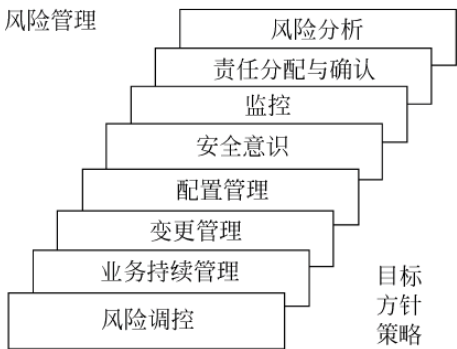 风险管理
风险分析
责任分配与确认
监控
安全意识
配置管理
变更管理
业务持续管理
风险调控
目标
方针
策略